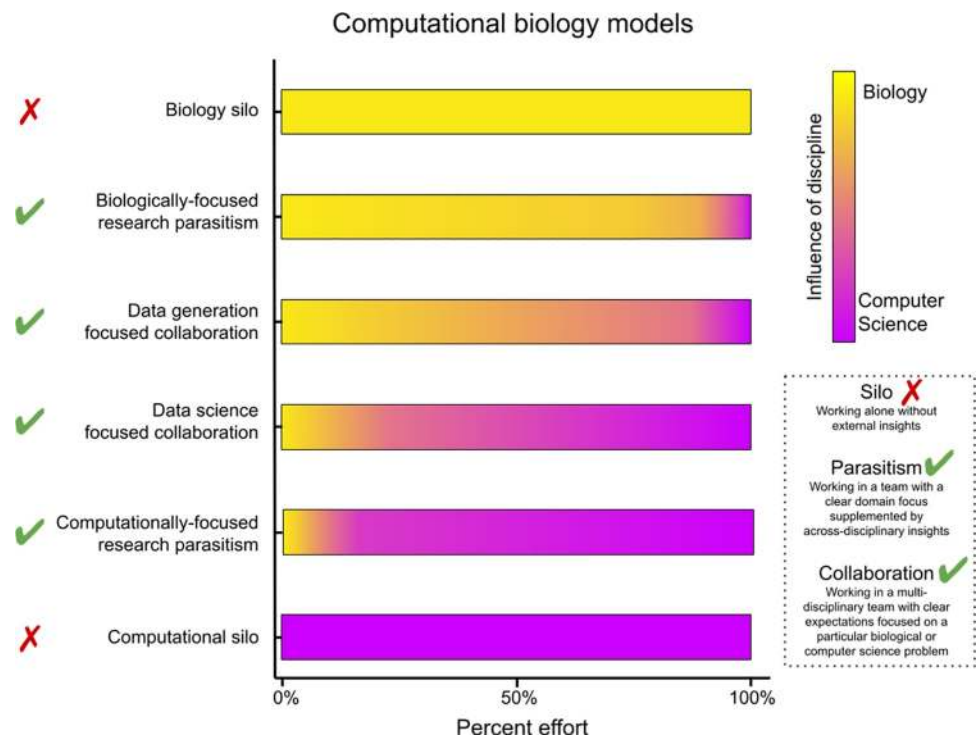 Computational biology models
Biology silo
Biologically-focused
research parasitism
Data generation
focused collaboration
Data science
focused collaboration
Computationally-focused
research parasitism
Computational silo
0%
50%
100%
Percent effort
Influence of discipline
Biology
Computer
Science
Silo
Working alone without
external insights
Parasitism
Working in a team with a
clear domain focus
supplemented by
across-disciplinary insights
Collaboration
Working in a multi-
disciplinary team with clear
expectations focused on a
particular biological or
computer science problem